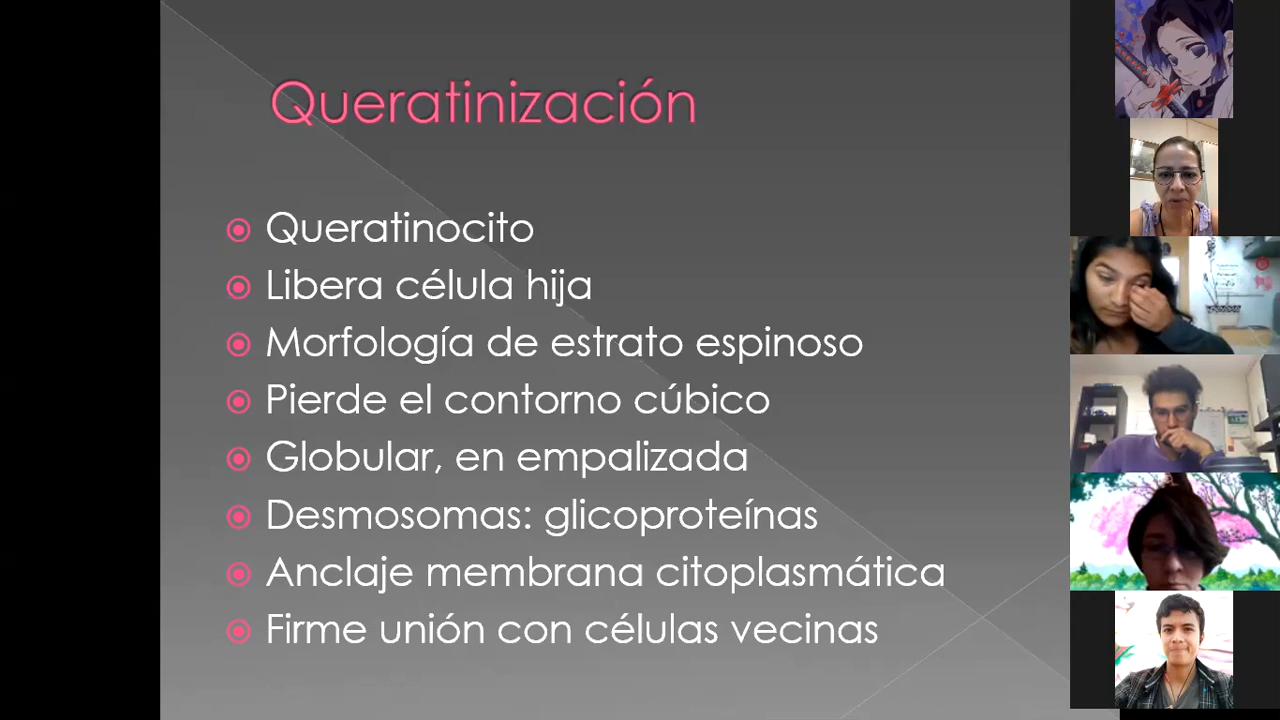 Queratinización
Queratinocito
Libera célula hija
Morfología de estrato espinoso
Pierde el contorno cúbico
Globular, en empalizada
Desmosomas: glicoproteínas
Anclaje membrana citoplasmática
Firme unión con células vecinas